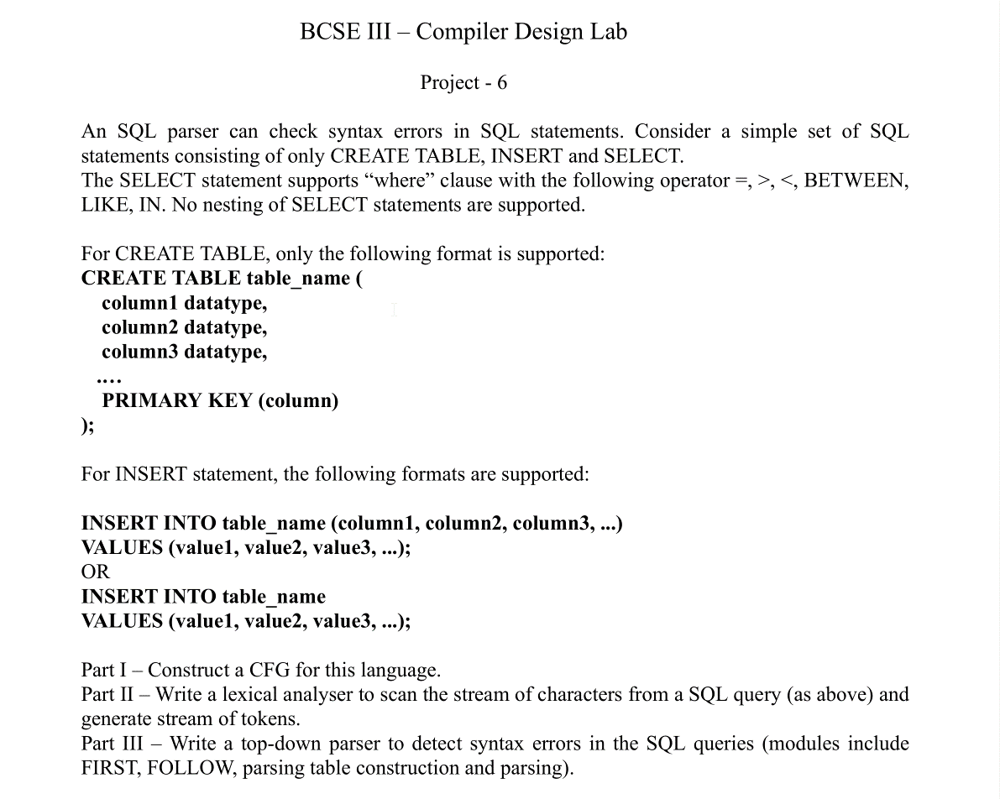 BCSE III – Compiler Design Lab
Project - 6
An SQL parser can check syntax errors in SQL statements. Consider a simple set of SQL
statements consisting of only CREATE TABLE, INSERT and SELECT.
The SELECT statement supports “where” clause with the following operator =, >, <, BETWEEN,
LIKE, IN. No nesting of SELECT statements are supported.
For CREATE TABLE, only the following format is supported:
CREATE TABLE table_name (
column1 datatype,
column2 datatype,
column3 datatype,
....
PRIMARY KEY (column)
);
For INSERT statement, the following formats are supported:
INSERT INTO table_name (column1, column2, column3, ...)
VALUES (value1, value2, value3, ...);
OR
INSERT INTO table_name
VALUES (value1, value2, value3, ...);
Part I – Construct a CFG for this language.
Part II – Write a lexical analyser to scan the stream of characters from a SQL query (as above) and
generate stream of tokens.
Part III – Write a top-down parser to detect syntax errors in the SQL queries (modules include
FIRST, FOLLOW, parsing table construction and parsing).